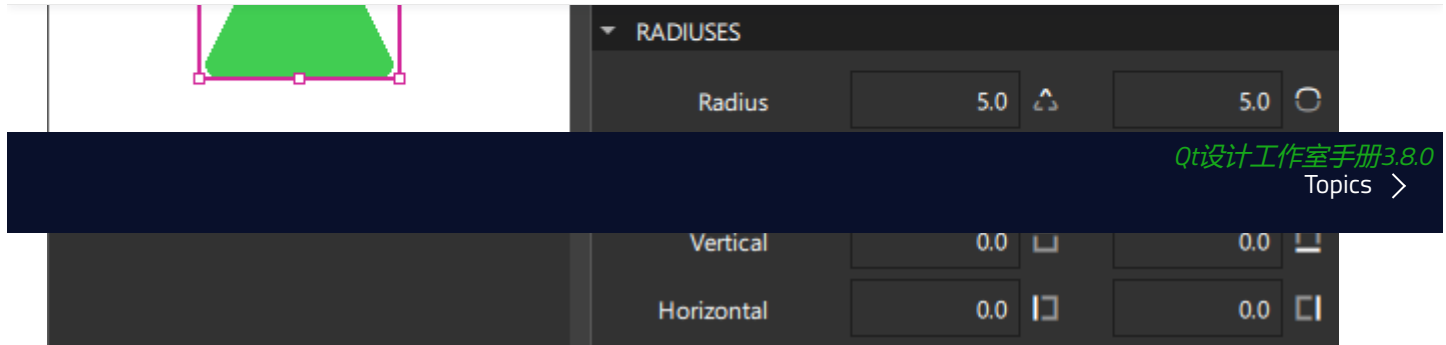 RADIUSES
Radius 5.0 5.0
Qt设计工作室手册3.8.0
Topics
Vertical 0.0 0.0
Horizontal 0.0 0.0